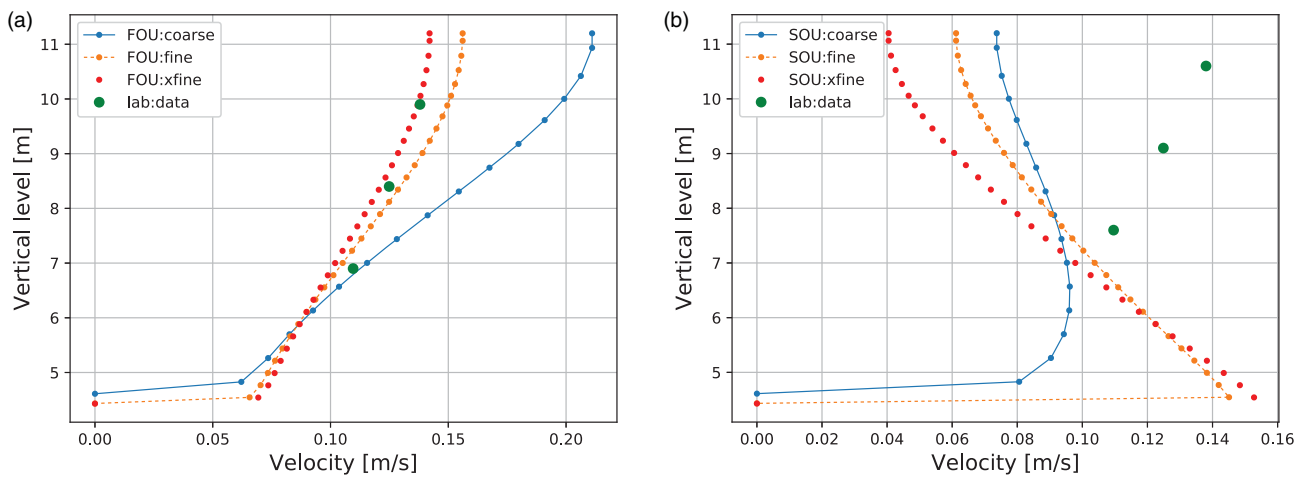 (a)
FOU:coarse
FOU:fine
FOU:xfine
lab:data
Vertical level [m]
11
10
9
8
7
6
5
0.00 0.05 0.10 0.15 0.20
Velocity [m/s]
(b)
SOU:coarse
SOU:fine
SOU:xfine
lab:data
Vertical level [m]
11
10
9
8
7
6
5
0.00 0.02 0.04 0.06 0.08 0.10 0.12 0.14 0.16
Velocity [m/s]